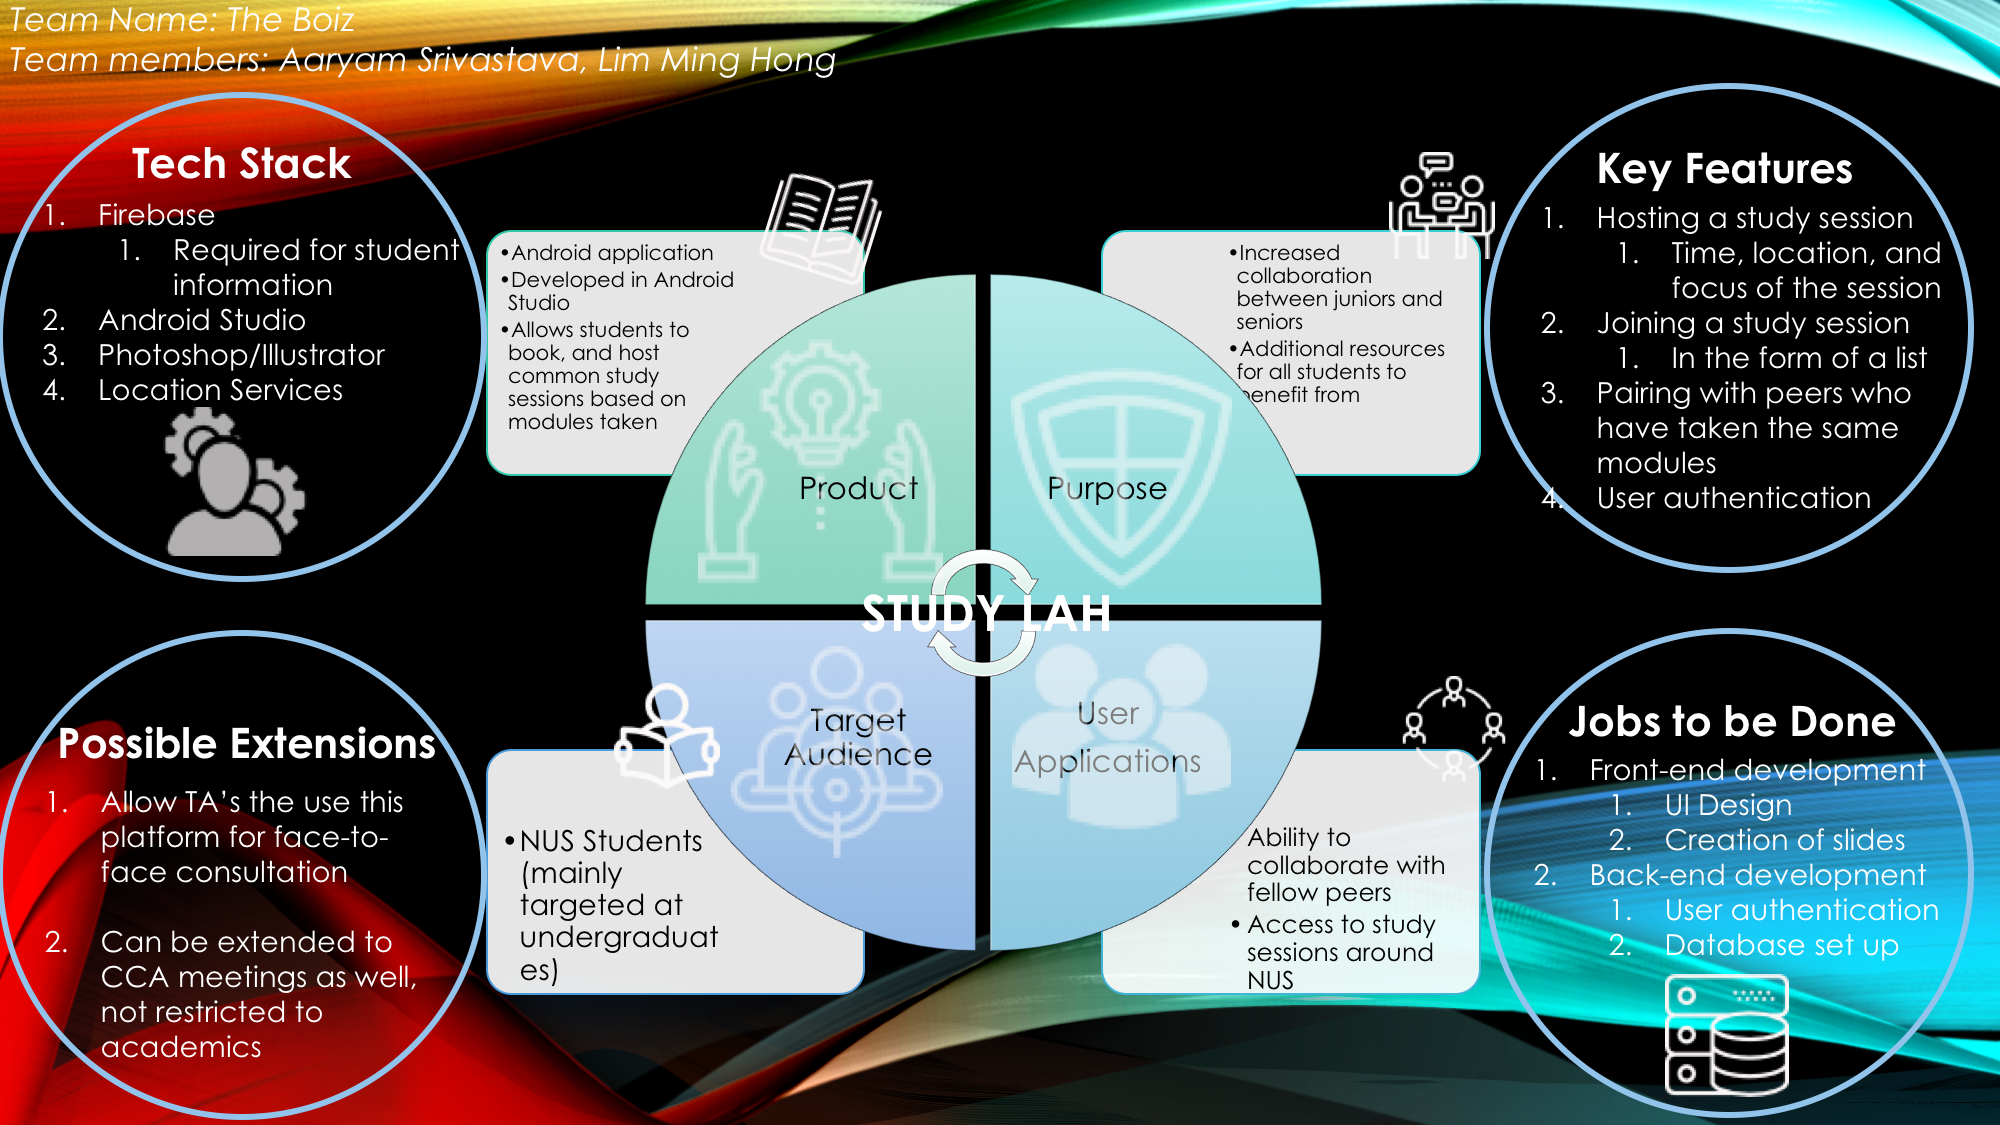 Team Name: The Boiz
Team members: Aaryam Srivastava, Lim Ming Hong
Tech Stack
1. Firebase
1. Required for student
information
2. Android Studio
3. Photoshop/Illustrator
4. Location Services
•Android application
•Developed in Android
Studio
•Allows students to
book, and host
common study
sessions based on
modules taken
•Increased
collaboration
between juniors and
seniors
•Additional resources
for all students to
benefit from
Key Features
1. Hosting a study session
1. Time, location, and
focus of the session
2. Joining a study session
1. In the form of a list
3. Pairing with peers who
have taken the same
modules
4. User authentication
Product
Purpose
STUDY LAH
Target
Audience
User
Applications
Possible Extensions
1. Allow TA’s the use this
platform for face-to-
face consultation
2. Can be extended to
CCA meetings as well,
not restricted to
academics
•NUS Students
(mainly
targeted at
undergraduat
es)
Ability to
collaborate with
fellow peers
•Access to study
sessions around
NUS
Jobs to be Done
1. Front-end development
1. UI Design
2. Creation of slides
2. Back-end development
1. User authentication
2. Database set up